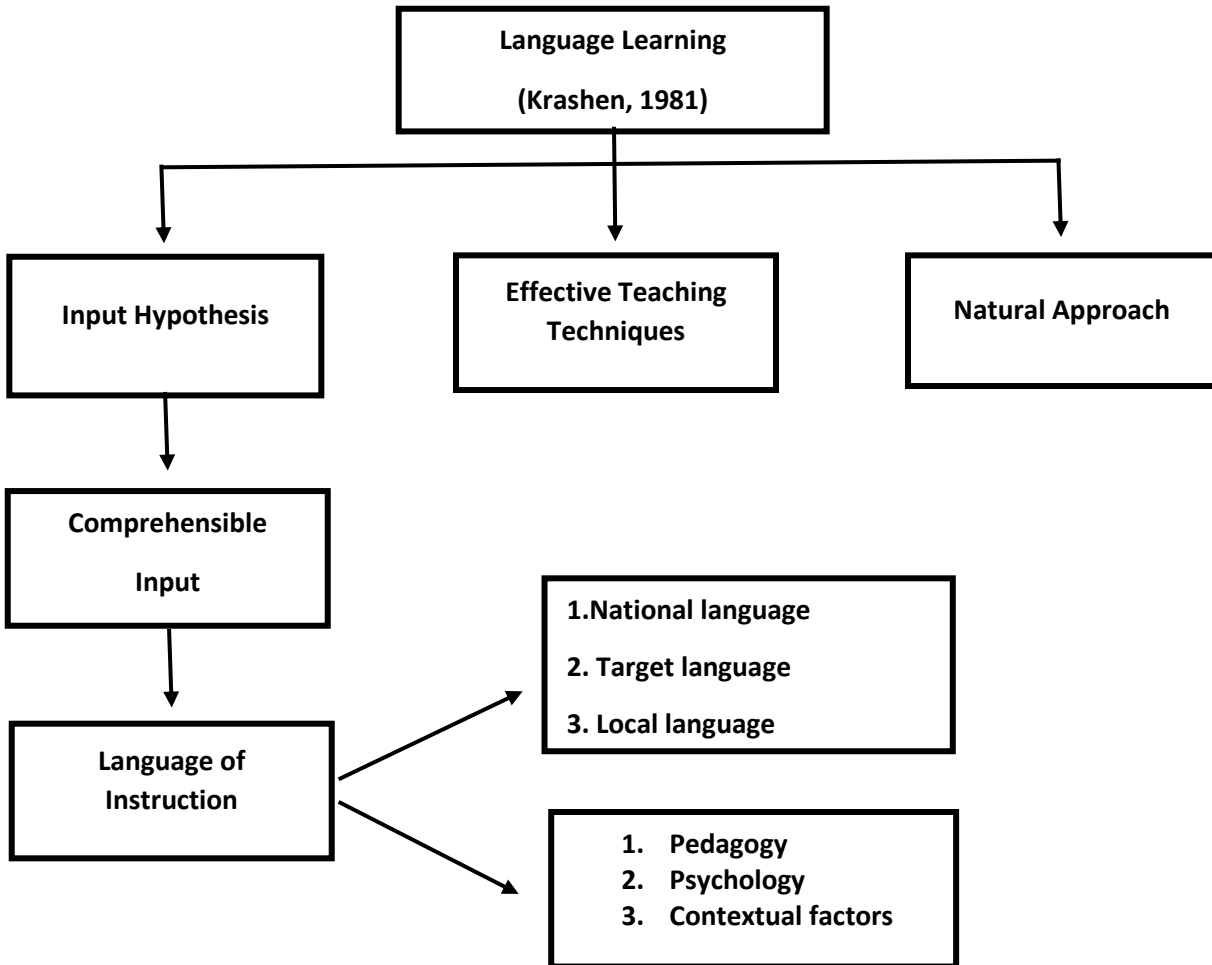 Language Learning
(Krashen, 1981)
Input Hypothesis
Effective Teaching
Techniques
Natural Approach
Comprehensible
Input
1.National language
2. Target language
3. Local language
Language of
Instruction
1. Pedagogy
2. Psychology
3. Contextual factors